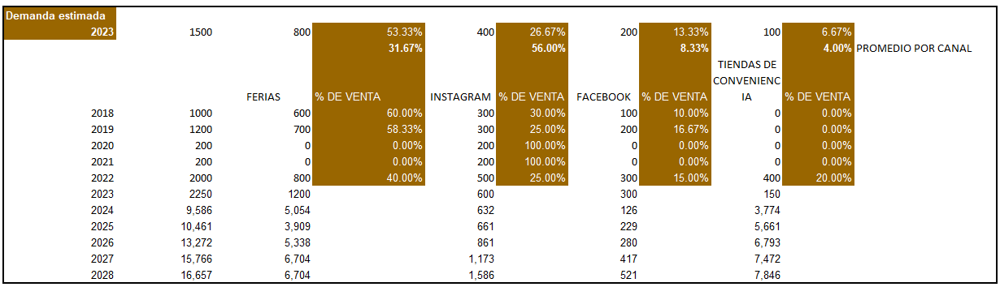 Demanda estimada
2023 1500 800 53.33% 400 26.67% 200 13.33% 100 6.67%
31.67% 56.00% 8.33% 4.00% PROMEDIO POR CANAL
TIENDAS DE
CONVENIENC
FERIAS % DE VENTA INSTAGRAM % DE VENTA FACEBOOK % DE VENTA IA % DE VENTA
2018 1000 600 60.00% 300 30.00% 100 10.00% 0 0.00%
2019 1200 700 58.33% 300 25.00% 200 16.67% 0 0.00%
2020 200 0 0.00% 200 100.00% 0 0.00% 0 0.00%
2021 200 0 0.00% 200 100.00% 0 0.00% 0 0.00%
2022 2000 800 40.00% 500 25.00% 300 15.00% 400 20.00%
2023 2250 1200 600 300 150
2024 9,586 5,054 632 126 3,774
2025 10,461 3,909 661 229 5,661
2026 13,272 5,338 861 280 6,793
2027 15,766 6,704 1,173 417 7,472
2028 16,657 6,704 1,586 521 7,846